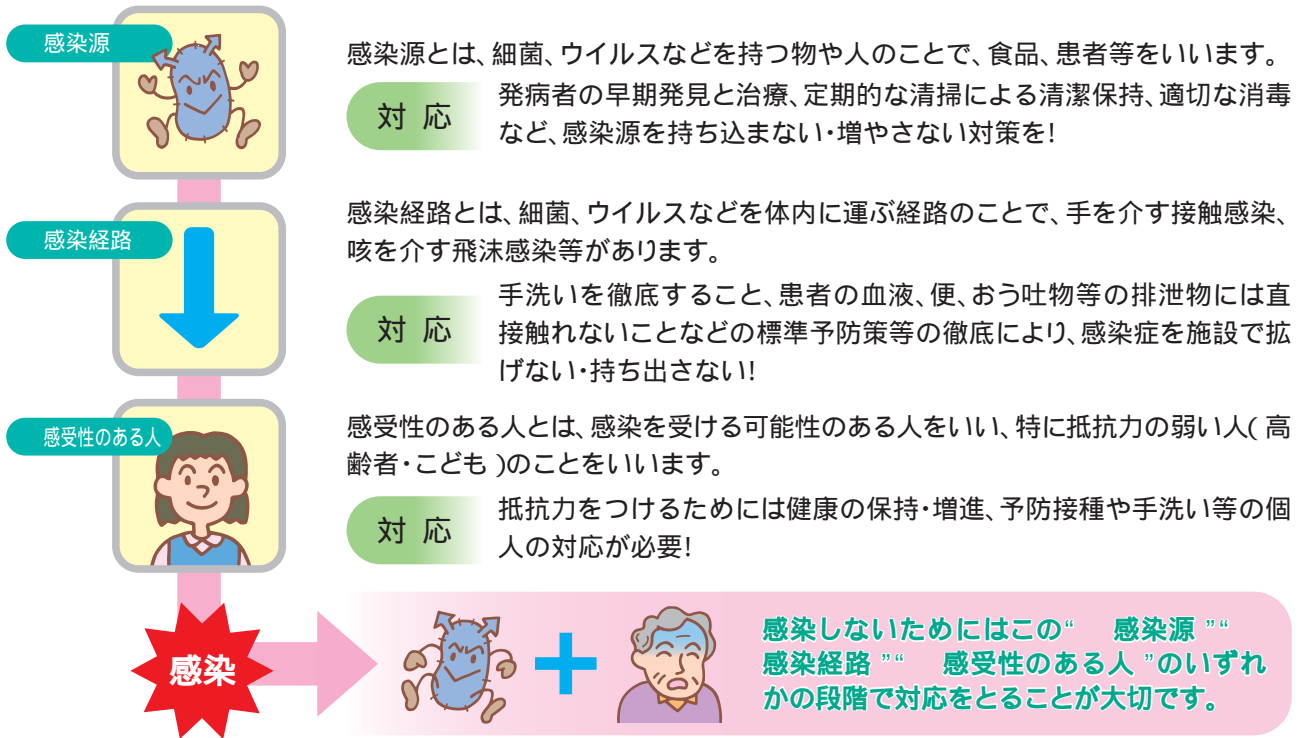 感染源
感染源とは、細菌、ウイルスなどを持つ物や人のことで、食品、患者等をいいます。
対 応
発病者の早期発見と治療、定期的な清掃による清潔保持、適切な消毒
など、感染源を持ち込まない・増やさない対策を!
感染経路
感染経路とは、細菌、ウイルスなどを体内に運ぶ経路のことで、手を介す接触感染、
咳を介す飛沫感染等があります。
対 応
手洗いを徹底すること、患者の血液、便、おう吐物等の排泄物には直
接触れないことなどの標準予防策等の徹底により、感染症を施設で拡
げない・持ち出さない!
感受性のある人
感受性のある人とは、感染を受ける可能性のある人をいい、特に抵抗力の弱い人( 高
齢者・こども )のことをいいます。
対 応
抵抗力をつけるためには健康の保持・増進、予防接種や手洗い等の個
人の対応が必要!
感染
感染しないためにはこの“ 感染源 ”“
感染経路 ”“ 感受性のある人 ”のいずれ
かの段階で対応をとることが大切です。